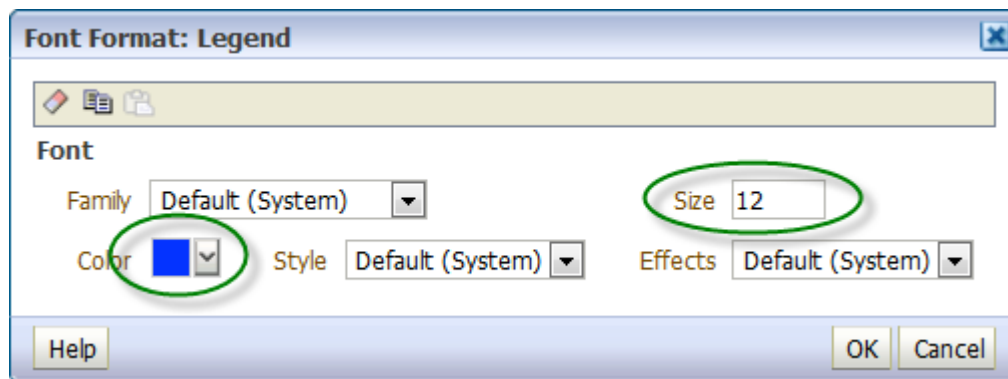 Font Format: Legend
Font
Family Default (System) Size 12
Color Style Default (System) Effects Default (System)
Help OK Cancel